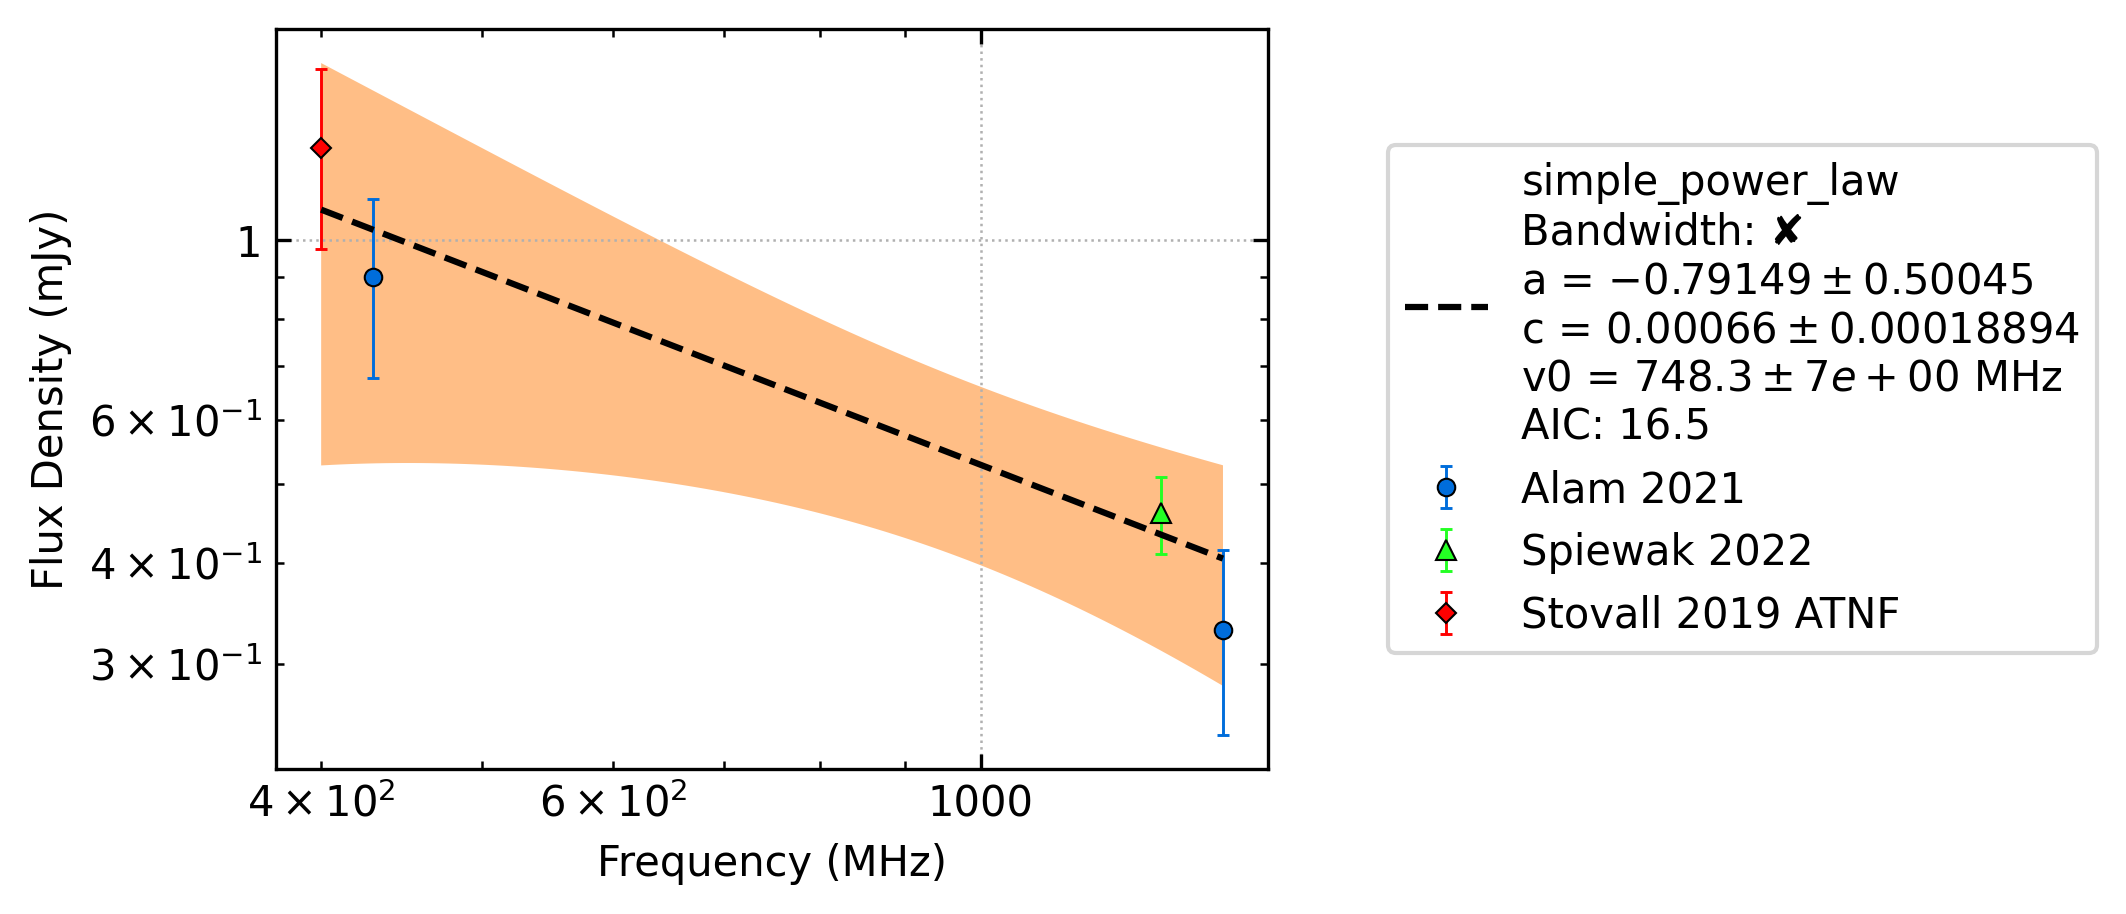 1
6 × 10⁻¹
4 × 10⁻¹
3 × 10⁻¹
Flux Density (mJy)
4 × 10² 6 × 10² 1000
Frequency (MHz)
simple_power_law
Bandwidth: ✘
a = −0.79149 ± 0.50045
c = 0.00066 ± 0.00018894
v0 = 748.3 ± 7e + 00 MHz
AIC: 16.5
Alam 2021
Spiewak 2022
Stovall 2019 ATNF